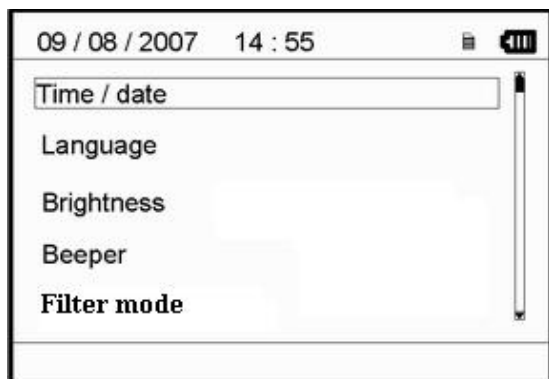 09 / 08 / 2007 14 : 55
Time / date
Language
Brightness
Beeper
Filter mode